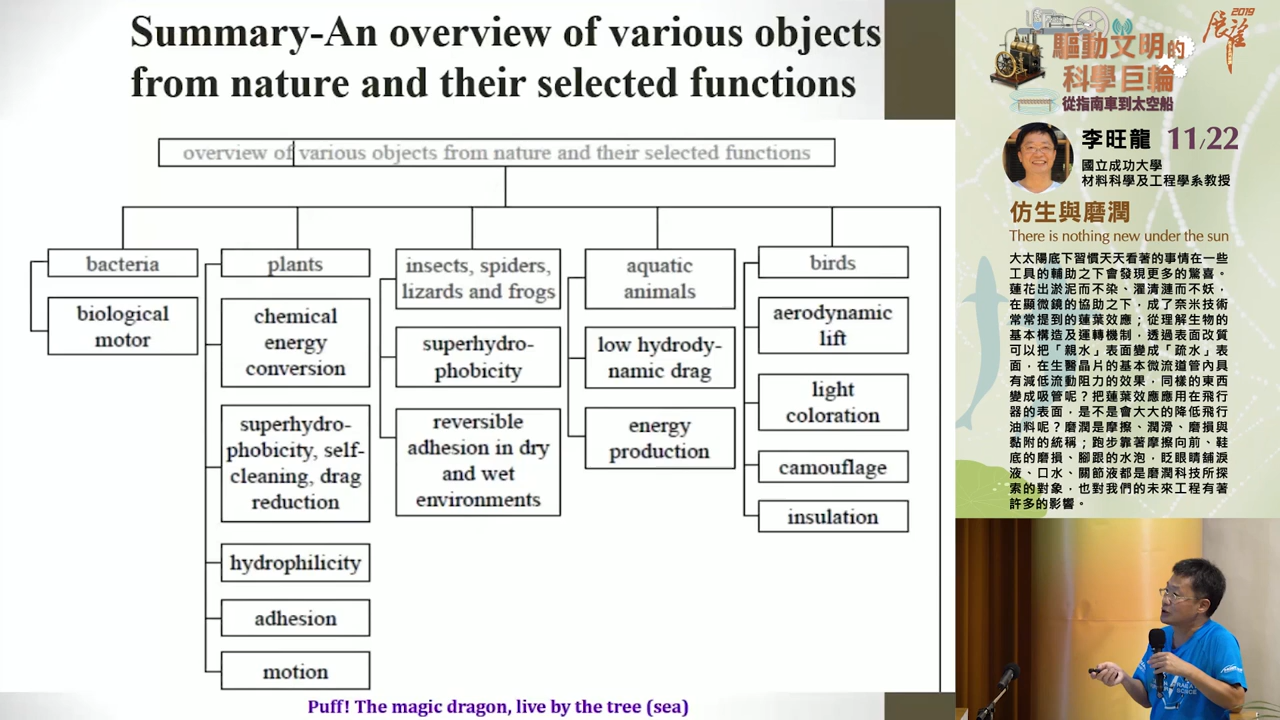 Summary-An overview of various objects
from nature and their selected functions
overview of various objects from nature and their selected functions
bacteria
biological
motor
plants
chemical
energy
conversion
superhydro-
phobicity, self-
cleaning, drag
reduction
hydrophilicity
adhesion
motion
insects, spiders,
lizards and frogs
superhydro-
phobicity
reversible
adhesion in dry
and wet
environments
aquatic
animals
low hydrody-
namic drag
energy
production
birds
aerodynamic
lift
light
coloration
camouflage
insulation
Puff! The magic dragon, live by the tree (sea)
2019
展望
驅動文明的
科學巨輪
從指南車到太空船
李旺龍 11/22
國立成功大學
材料科學及工程學系教授
仿生與磨潤
There is nothing new under the sun
大太陽底下習慣天天看著的事情在一些
工具的輔助之下會發現更多的驚喜。
蓮花出淤泥而不染、濯清漣而不妖,
在顯微鏡的協助之下,成了奈米技術
常常提到的蓮葉效應;從理解生物的
基本構造及運轉機制,透過表面改質
可以把「親水」表面變成「疏水」表
面,在生醫晶片的基本微流道管內具
有減低流動阻力的效果,同樣的東西
變成吸管呢?把蓮葉效應應用在飛行
器的表面,是不是會大大的降低飛行
油料呢?磨潤是摩擦、潤滑、磨損與
黏附的統稱;跑步靠著摩擦向前、鞋
底的磨損、腳跟的水泡,眨眼睛舖淚
液、口水、關節液都是磨潤科技所探
索的對象,也對我們的未來工程有著
許多的影響。